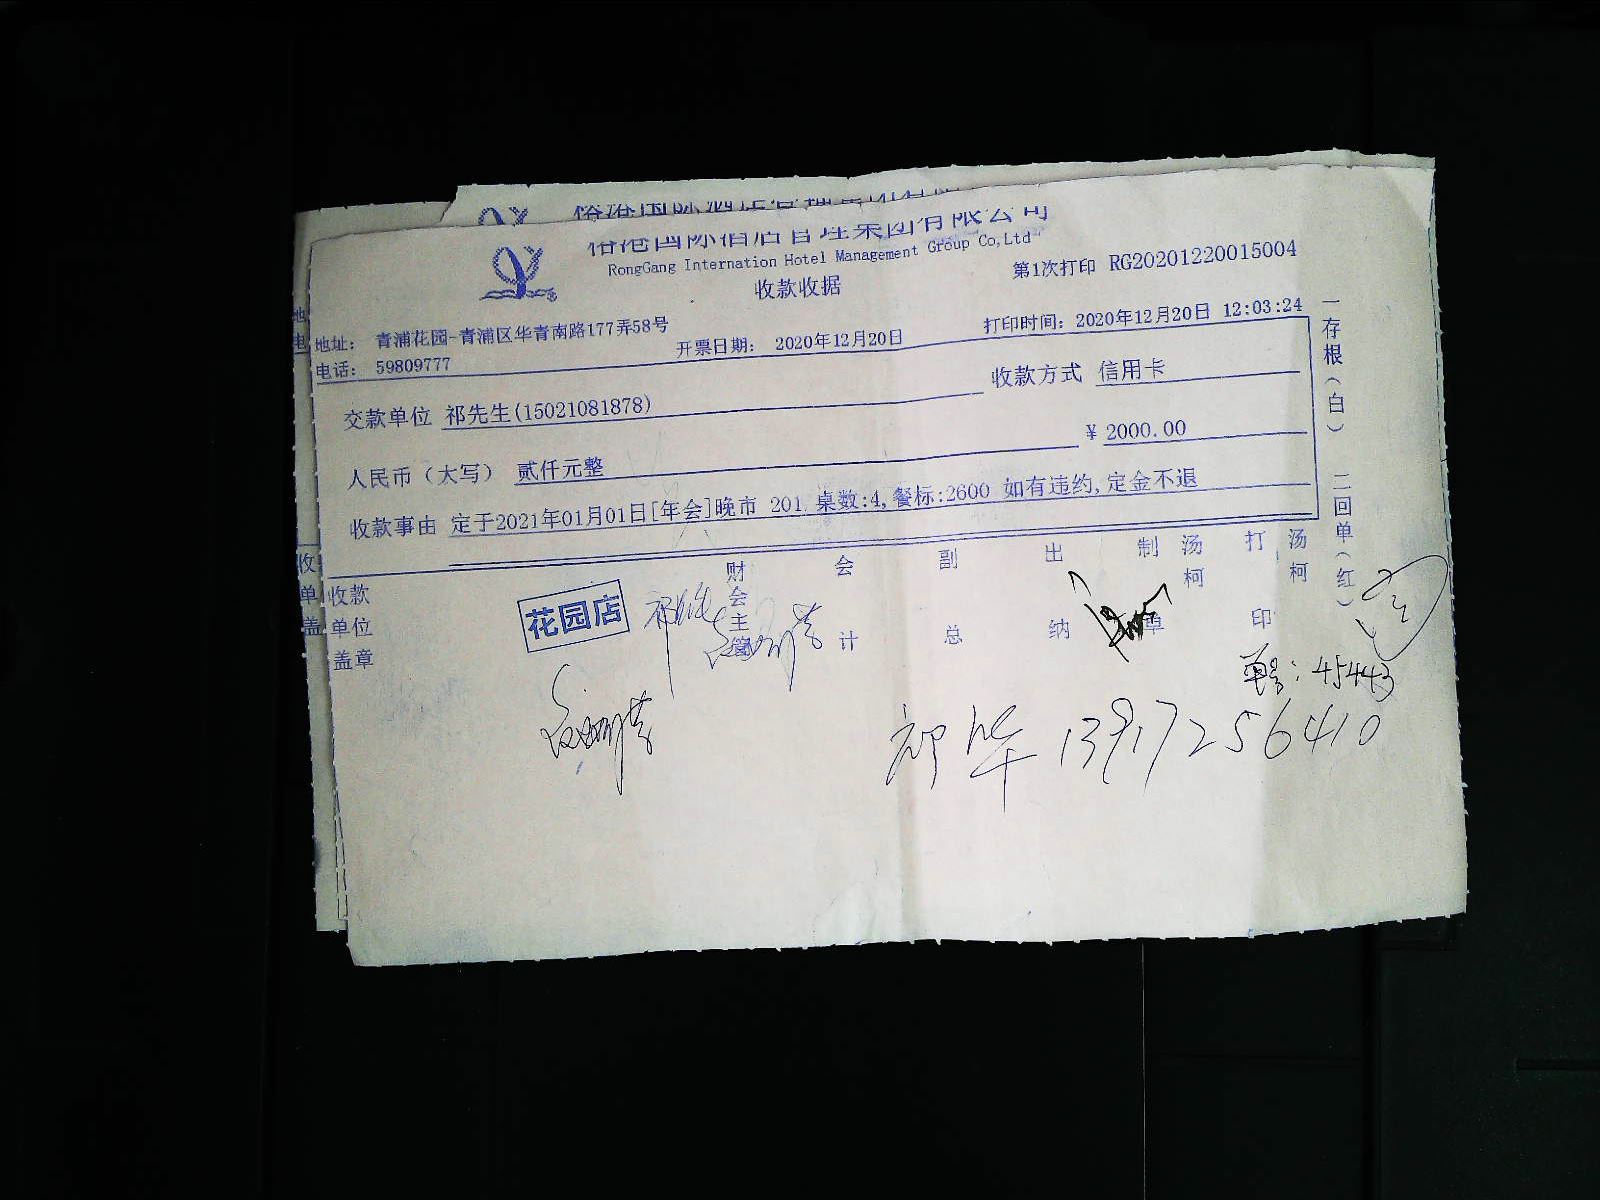 国际酒店管理集团有限公司
RongGang Internation Hotel Management Group Co,Ltd
收款收据
第1次打印 RG20201220015004
地址： 青浦花园-青浦区华青南路177弄58号
电话： 59809777
开票日期： 2020年12月20日
打印时间：2020年12月20日 12:03:24
交款单位 祁先生(15021081878)
收款方式 信用卡
人民币（大写） 贰仟元整
¥ 2000.00
收款事由 定于2021年01月01日[年会]晚市 201 桌数:4,餐标:2600 如有违约,定金不退
一存根（白） 二回单（红）
收款单位盖章
花园店
财会主管
会计
副总
出纳
制单
汤柯
打印
汤柯
单号：45443
祁华 13917256410